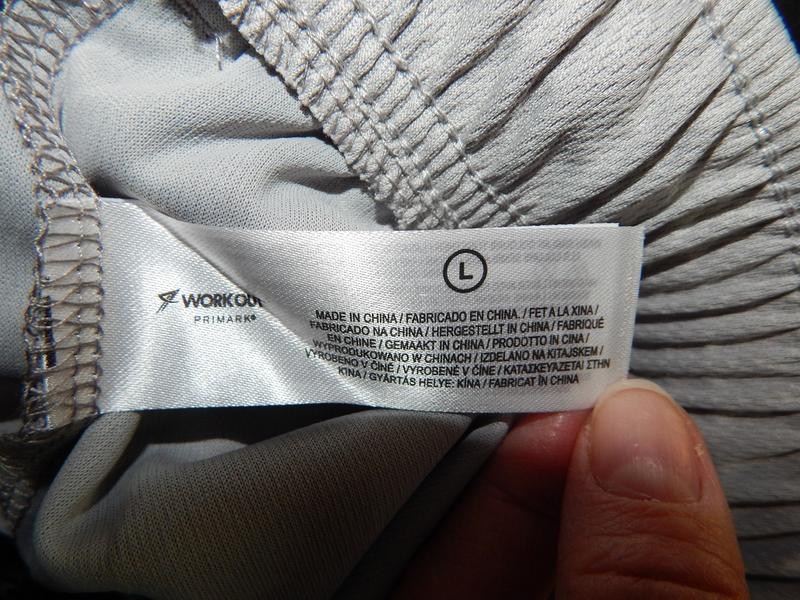 L
WORKOUT
PRIMARK®
MADE IN CHINA / FABRICADO EN CHINA. / FET A LA XINA /
FABRICADO NA CHINA / HERGESTELLT IN CHINA / FABRIQUÉ
EN CHINE / GEMAAKT IN CHINA / PRODOTTO IN CINA /
WYPRODUKOWANO W CHINACH / IZDELANO NA KITAJSKEM /
VYROBENO V ČÍNĚ / VYROBENÉ V ČÍNE / ΚΑΤΑΣΚΕΥΑΖΕΤΑΙ ΣΤΗΝ
ΚΙΝΑ / GYÁRTÁS HELYE: KÍNA / FABRICAT ÎN CHINA